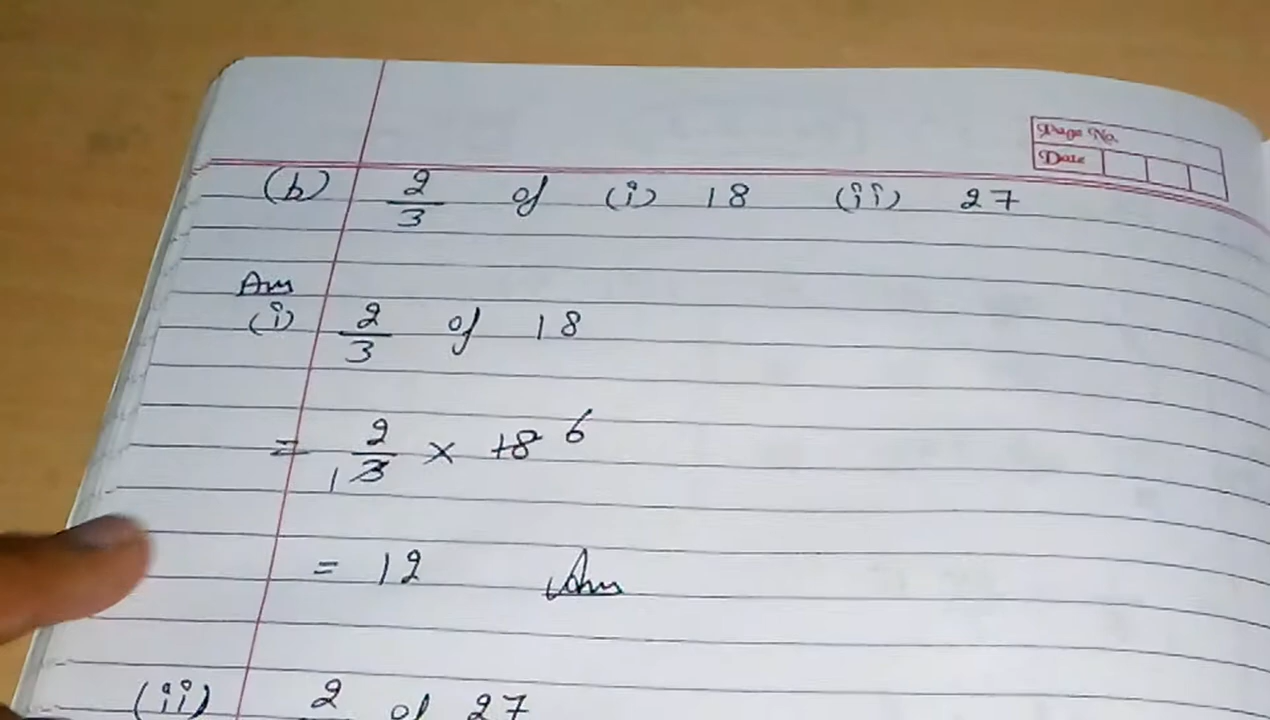 Page No.
Date
(b) 2/3 of (i) 18 (ii) 27
Ans
(i) 2/3 of 18
= 2/3 1 × 18 6
= 12 Ans
(ii) 2 of 27